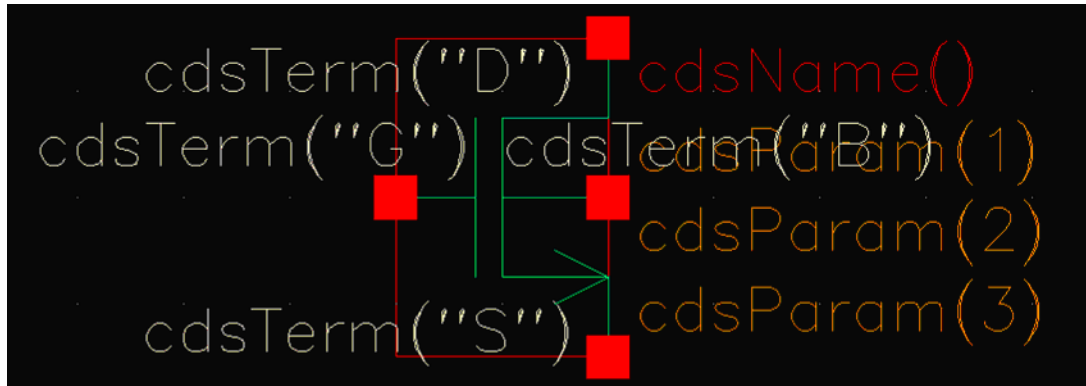 cdsTerm("D") cdsName()
cdsTerm("G") cdsTerm("B") cdsParam(1)
cdsParam(2)
cdsTerm("S") cdsParam(3)